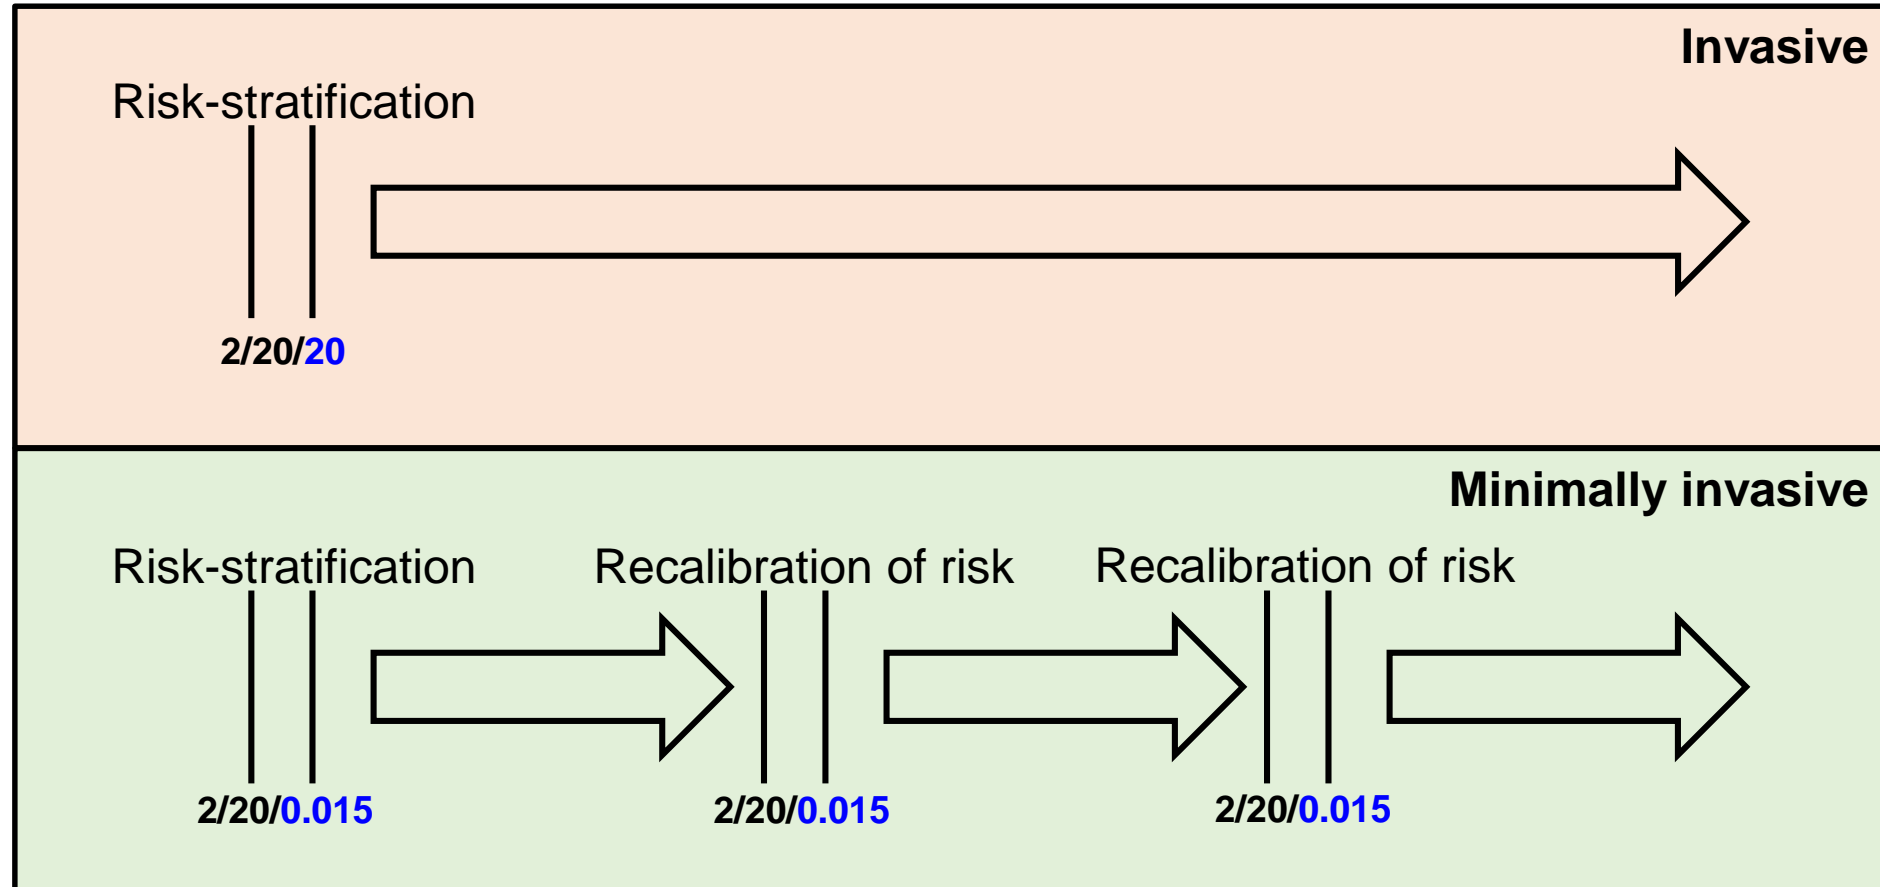 Invasive
Risk-stratification
2/20/20
Minimally invasive
Risk-stratification
Recalibration of risk
Recalibration of risk
2/20/0.015
2/20/0.015
2/20/0.015